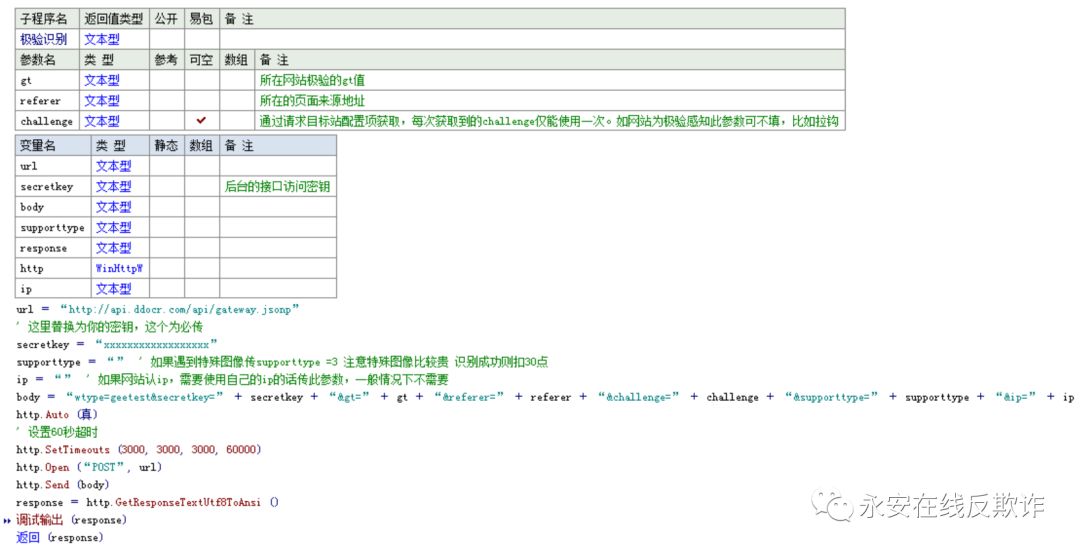 子程序名 返回值类型 公开 易包 备 注
极验识别 文本型
参数名 类 型 参考 可空 数组 备 注
gt 文本型 所在网站极验的gt值
referer 文本型 所在的页面来源地址
challenge 文本型 ✓ 通过请求目标站配置项获取，每次获取到的challenge仅能使用一次。如网站为极验感知此参数可不填，比如拉钩
变量名 类 型 静态 数组 备 注
url 文本型
secretkey 文本型 后台的接口访问密钥
body 文本型
supporttype 文本型
response 文本型
http WinHttpW
ip 文本型
url = “http://api.ddocr.com/api/gateway.jsonp”
' 这里替换为你的密钥，这个为必传
secretkey = “xxxxxxxxxxxxxxxxxx”
supporttype = “” ' 如果遇到特殊图像传supporttype =3 注意特殊图像比较贵 识别成功则扣30点
ip = “” ' 如果网站认ip，需要使用自己的ip的话传此参数，一般情况下不需要
body = “wtype=geetest&secretkey=” + secretkey + “&gt=” + gt + “&referer=” + referer + “&challenge=” + challenge + “&supporttype=” + supporttype + “&ip=” + ip
http.Auto (真)
' 设置60秒超时
http.SetTimeouts (3000, 3000, 3000, 60000)
http.Open (“POST”, url)
http.Send (body)
response = http.GetResponseTextUtf8ToAnsi ()
调试输出 (response)
返回 (response)
永安在线反欺诈